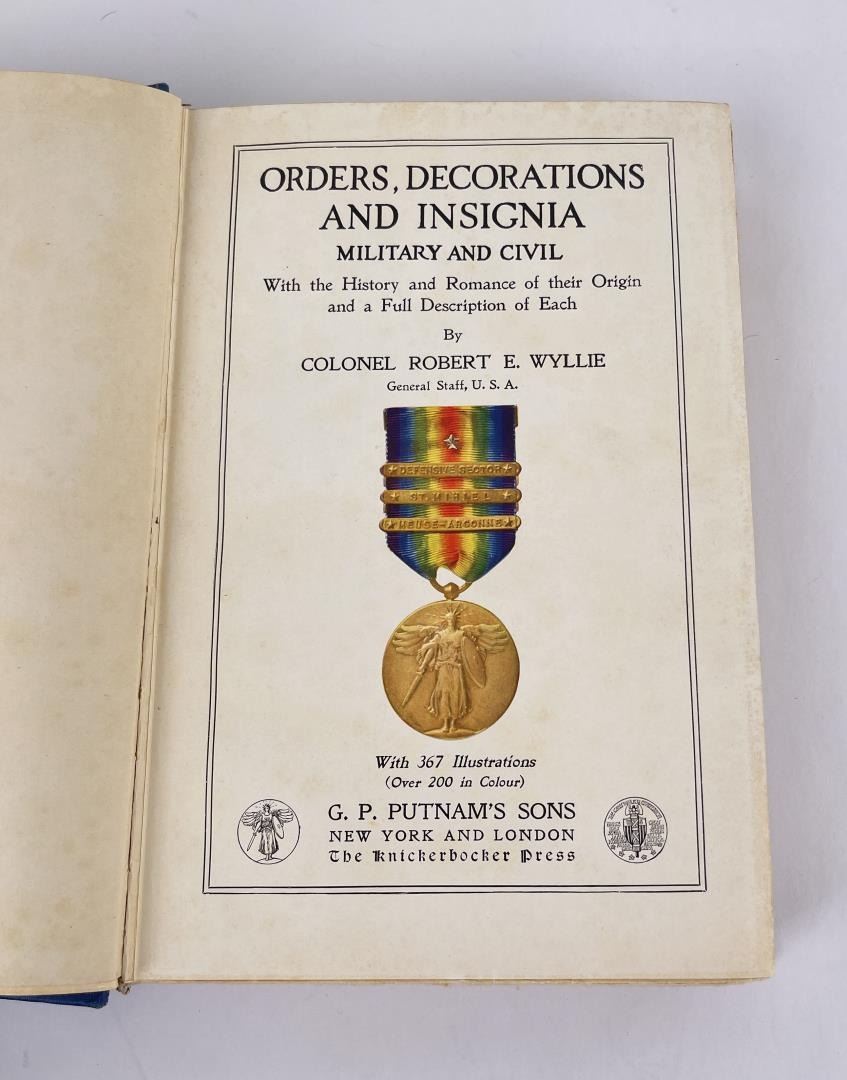 ORDERS, DECORATIONS
AND INSIGNIA
MILITARY AND CIVIL
With the History and Romance of their Origin
and a Full Description of Each
By
COLONEL ROBERT E. WYLLIE
General Staff, U. S. A.
DEFENSIVE SECTOR
ST. MIHIEL
MEUSE-ARGONNE
With 367 Illustrations
(Over 200 in Colour)
G. P. PUTNAM'S SONS
NEW YORK AND LONDON
The Knickerbocker Press